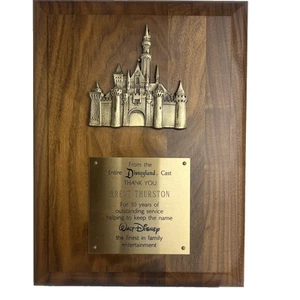 From the
Entire Disneyland Cast
THANK YOU
THURSTON
For 10 years of
outstanding service
helping to keep the name
Walt Disney
the finest in family
entertainment